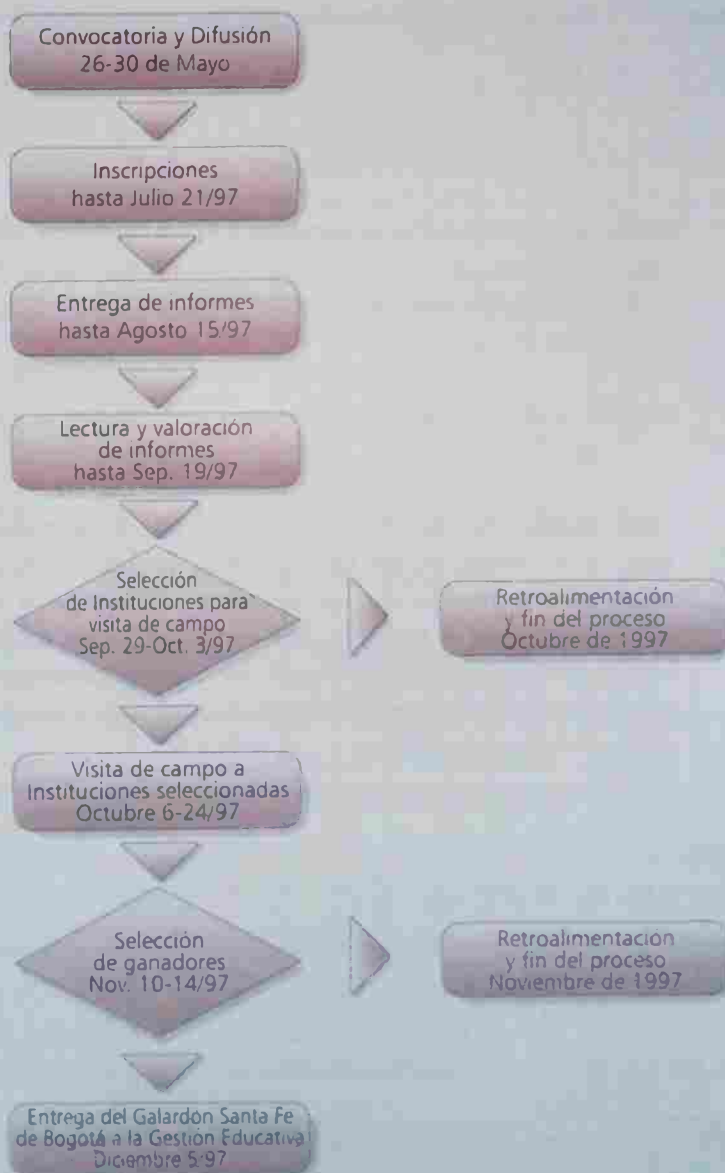 Convocatoria y Difusión
26-30 de Mayo
Inscripciones
hasta Julio 21/97
Entrega de informes
hasta Agosto 15/97
Lectura y valoración
de informes
hasta Sep. 19/97
Selección
de Instituciones para
visita de campo
Sep. 29-Oct. 3/97
Retroalimentación
y fin del proceso
Octubre de 1997
Visita de campo a
Instituciones seleccionadas
Octubre 6-24/97
Selección
de ganadores
Nov. 10-14/97
Retroalimentación
y fin del proceso
Noviembre de 1997
Entrega del Galardón Santa Fe
de Bogotá a la Gestión Educativa
Diciembre 5/97